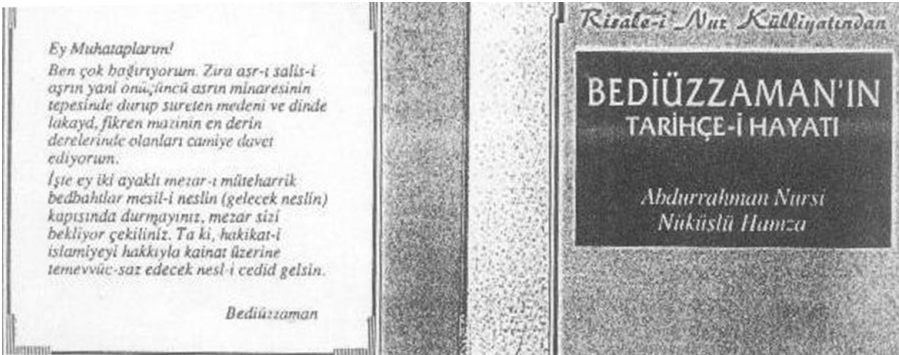 Ey Muhataplarım!
Ben çok bağırıyorum. Zira asr-ı salis-i
aşrın yani onüçüncü asrın minaresinin
tepesinde durup sureten medeni ve dinde
lakayd, fikren mazinin en derin
derelerinde olanları camiye davet
ediyorum.
İşte ey iki ayaklı mezar-ı müteharrik
bedbahtlar mesil-i neslin (gelecek neslin)
kapısında durmayınız, mezar sizi
bekliyor çekiliniz. Ta ki, hakikat-i
islamiyeyi hakkıyla kainat üzerine
temevvüc-saz edecek nesl-i cedid gelsin.
Bediüzzaman
Risale-i Nur Külliyatından
BEDİÜZZAMAN'IN
TARİHÇE-İ HAYATI
Abdurrahman Nursi
Nüküslü Hamza